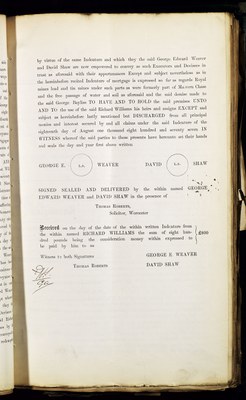 by virtue of the same Indenture and which they the said George Edward Weaver
and David Shaw are now empowered to convey as such Executors and Devisees in
trust as aforesaid with their appurtenances Except and subject nevertheless as in
the hereinbefore recited Indenture of mortgage is expressed so far as regards Royal
mines lead and tin mines under such parts as were formerly part of Malvern Chase
and the free passage of water and soil as aforesaid and the said demise made to
the said George Baylies TO HAVE AND TO HOLD the said premises UNTO
AND TO the use of the said Richard Williams his heirs and assigns EXCEPT and
subject as hereinbefore lastly mentioned but DISCHARGED from all principal
monies and interest secured by and all claims under the said Indenture of the
eighteenth day of August one thousand eight hundred and seventy seven IN
WITNESS whereof the said parties to these presents have hereunto set their hands
and seals the day and year first above written
GEORGE E. L.S. WEAVER DAVID L.S. SHAW
SIGNED SEALED AND DELIVERED by the within named GEORGE
EDWARD WEAVER and DAVID SHAW in the presence of
THOMAS ROBERTS,
Solicitor, Worcester
Received on the day of the date of the within written Indenture from
the within named RICHARD WILLIAMS the sum of eight hun-
dred pounds being the consideration money within expressed to
be paid by him to us
£800
Witness to both Signatures GEORGE E. WEAVER
THOMAS ROBERTS DAVID SHAW